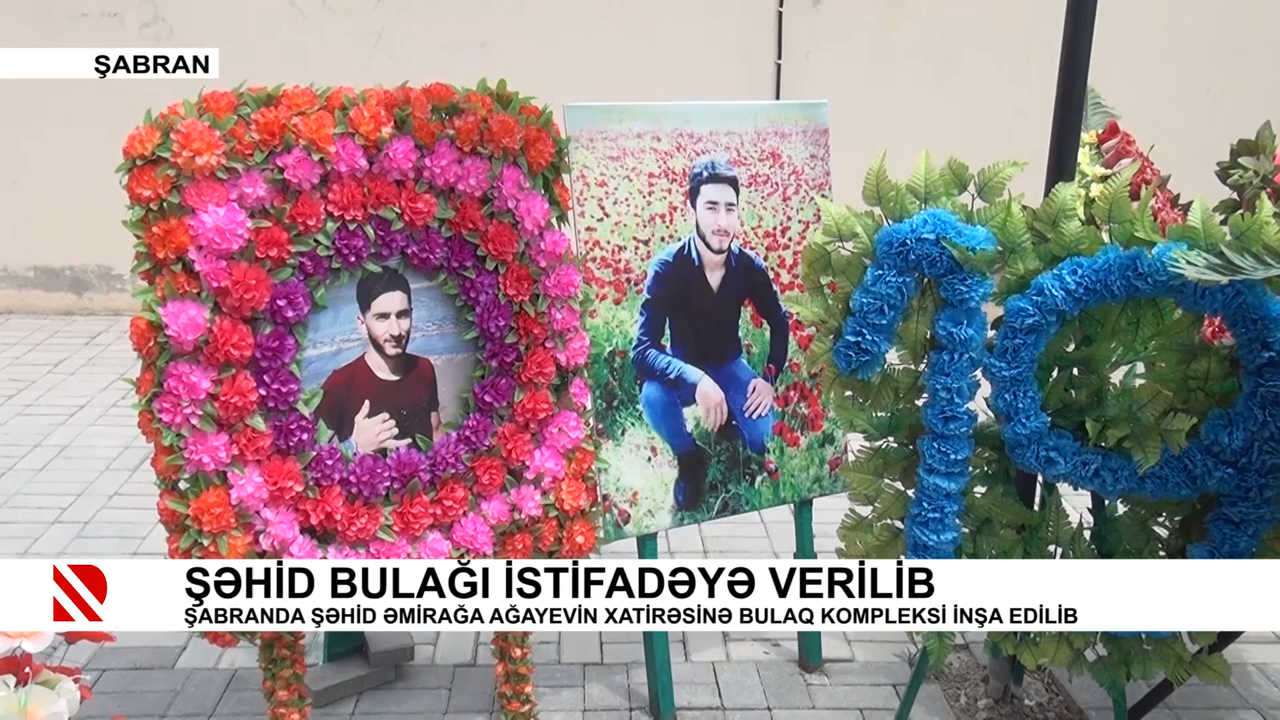 ŞABRAN
19
ŞƏHİD BULAĞI İSTİFADƏYƏ VERİLİB
ŞABRANDA ŞƏHİD ƏMİRAĞA AĞAYEVİN XATİRƏSİNƏ BULAQ KOMPLEKSİ İNŞA EDİLİB